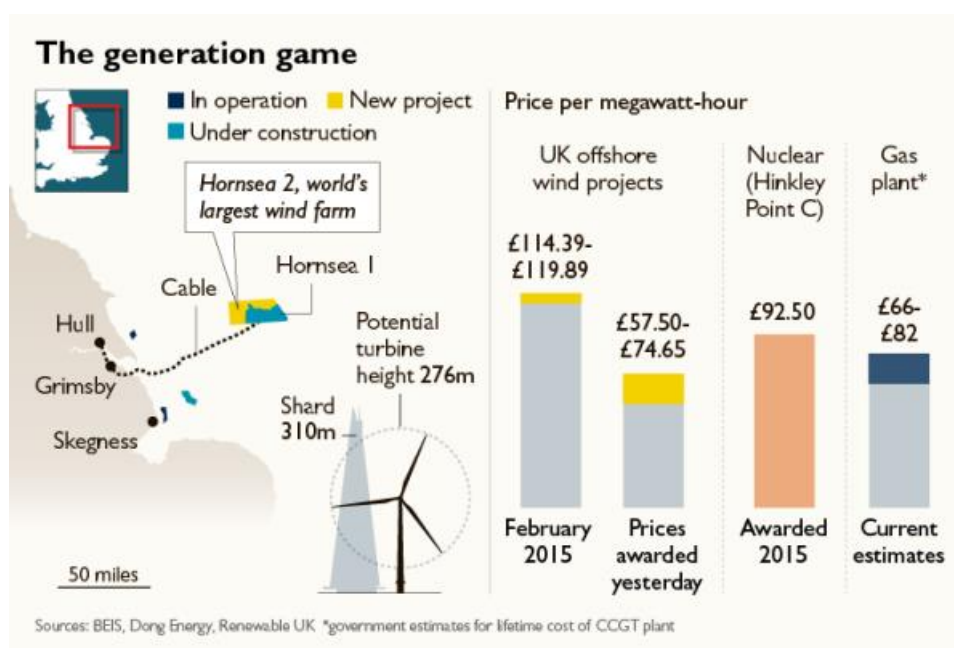 The generation game
In operation
New project
Under construction
Hornsea 2, world's
largest wind farm
Hornsea 1
Cable
Hull
Grimsby
Skegness
50 miles
Potential
turbine
height 276m
Shard
310m
Price per megawatt-hour
UK offshore
wind projects
£114.39-
£119.89
February
2015
£57.50-
£74.65
Prices
awarded
yesterday
Nuclear
(Hinkley
Point C)
£92.50
Awarded
2015
Gas
plant*
£66-
£82
Current
estimates
Sources: BEIS, Dong Energy, Renewable UK *government estimates for lifetime cost of CCGT plant